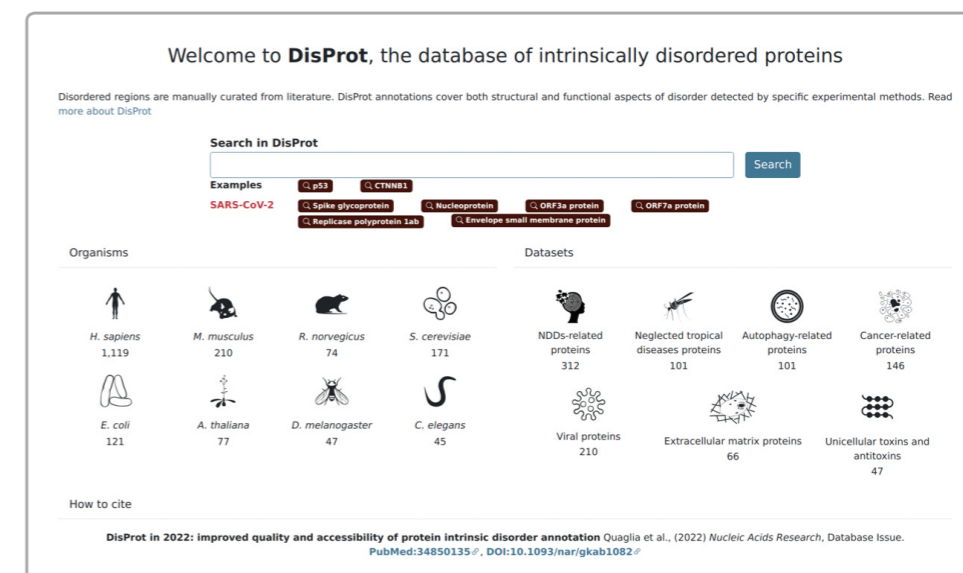 Welcome to DisProt, the database of intrinsically disordered proteins
Disordered regions are manually curated from literature. DisProt annotations cover both structural and functional aspects of disorder detected by specific experimental methods. Read
more about DisProt
Search in DisProt
Search
Examples p53 CTNNB1
SARS-CoV-2 Spike glycoprotein Nucleoprotein ORF3a protein ORF7a protein
Replicase polyprotein 1ab Envelope small membrane protein
Organisms
H. sapiens M. musculus R. norvegicus S. cerevisiae
1,119 210 74 171
E. coli A. thaliana D. melanogaster C. elegans
121 77 47 45
Datasets
NDDs-related Neglected tropical Autophagy-related Cancer-related
proteins diseases proteins proteins proteins
312 101 101 146
Viral proteins Extracellular matrix proteins Unicellular toxins and
210 66 antitoxins
47
How to cite
DisProt in 2022: improved quality and accessibility of protein intrinsic disorder annotation Quaglia et al., (2022) Nucleic Acids Research, Database Issue.
PubMed:34850135, DOI:10.1093/nar/gkab1082